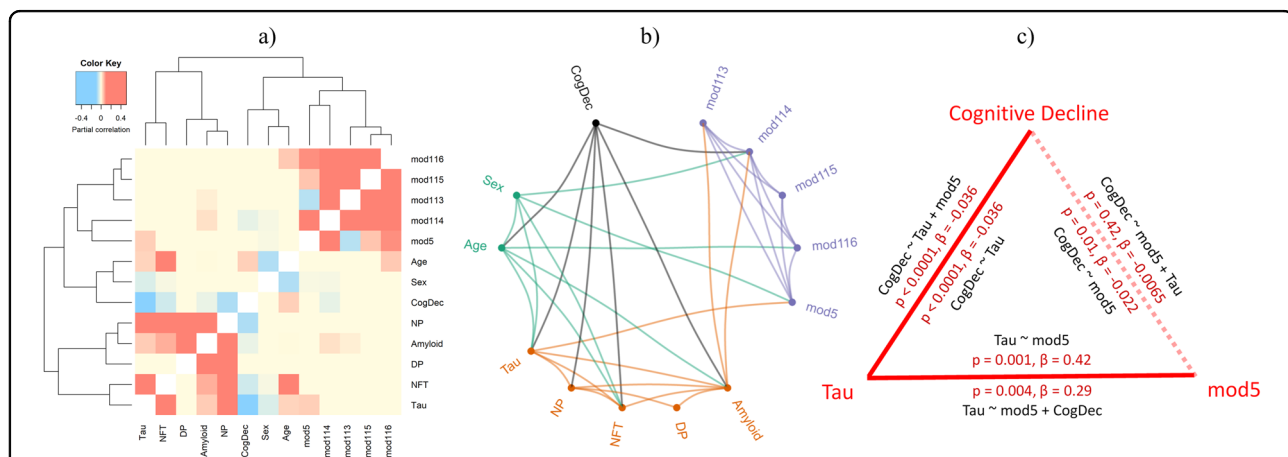 a)
Color Key
-0.4 0 0.4
Partial correlation
mod116
mod115
mod113
mod114
mod5
Age
Sex
CogDec
NP
Amyloid
DP
NFT
Tau
Tau NFT DP Amyloid NP CogDec Sex Age mod5 mod114 mod113 mod115 mod116
b)
CogDec
mod113
mod114
mod115
mod116
mod5
Amyloid
DP
NFT
NP
Tau
Age
Sex
c)
Cognitive Decline
CogDec ~ Tau + mod5
p < 0.0001, β = -0.036
p < 0.0001, β = -0.036
CogDec ~ Tau
CogDec ~ mod5 + Tau
p = 0.42, β = -0.0065
p = 0.01, β = -0.022
CogDec ~ mod5
Tau ~ mod5
p = 0.001, β = 0.42
Tau
mod5
p = 0.004, β = 0.29
Tau ~ mod5 + CogDec